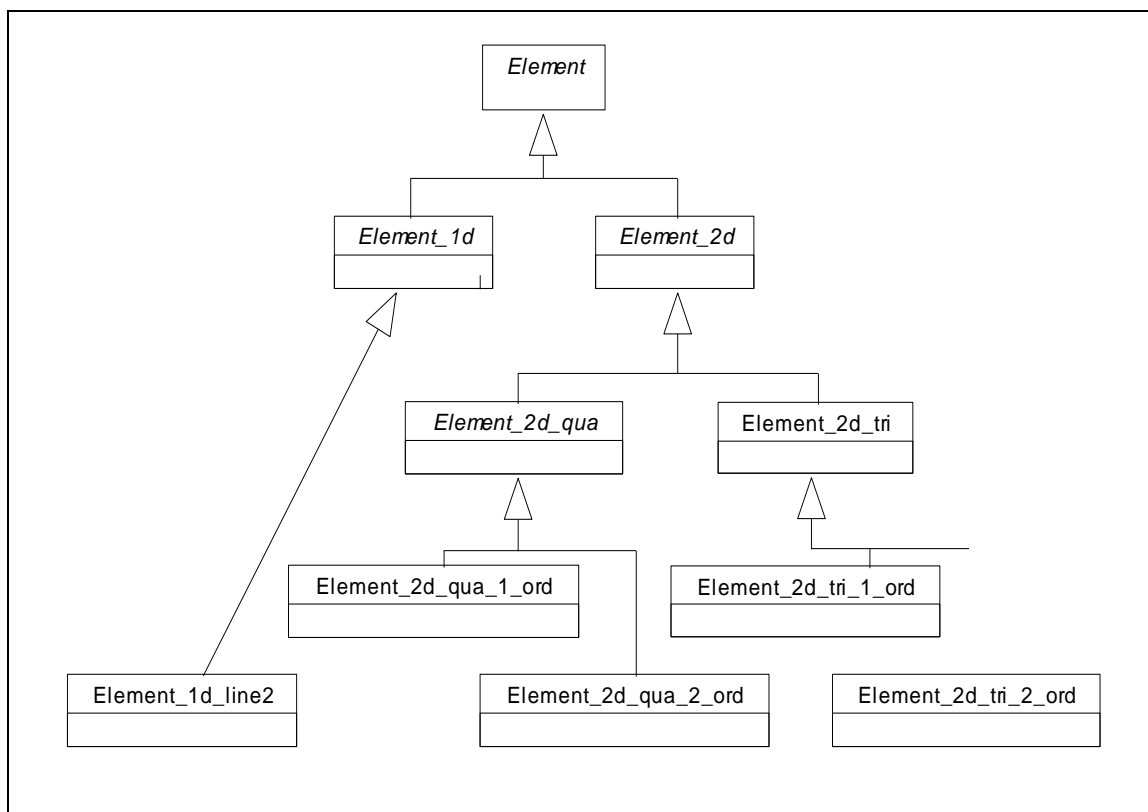 Element
Element_1d
Element_2d
Element_2d_qua
Element_2d_tri
Element_2d_qua_1_ord
Element_2d_tri_1_ord
Element_1d_line2
Element_2d_qua_2_ord
Element_2d_tri_2_ord